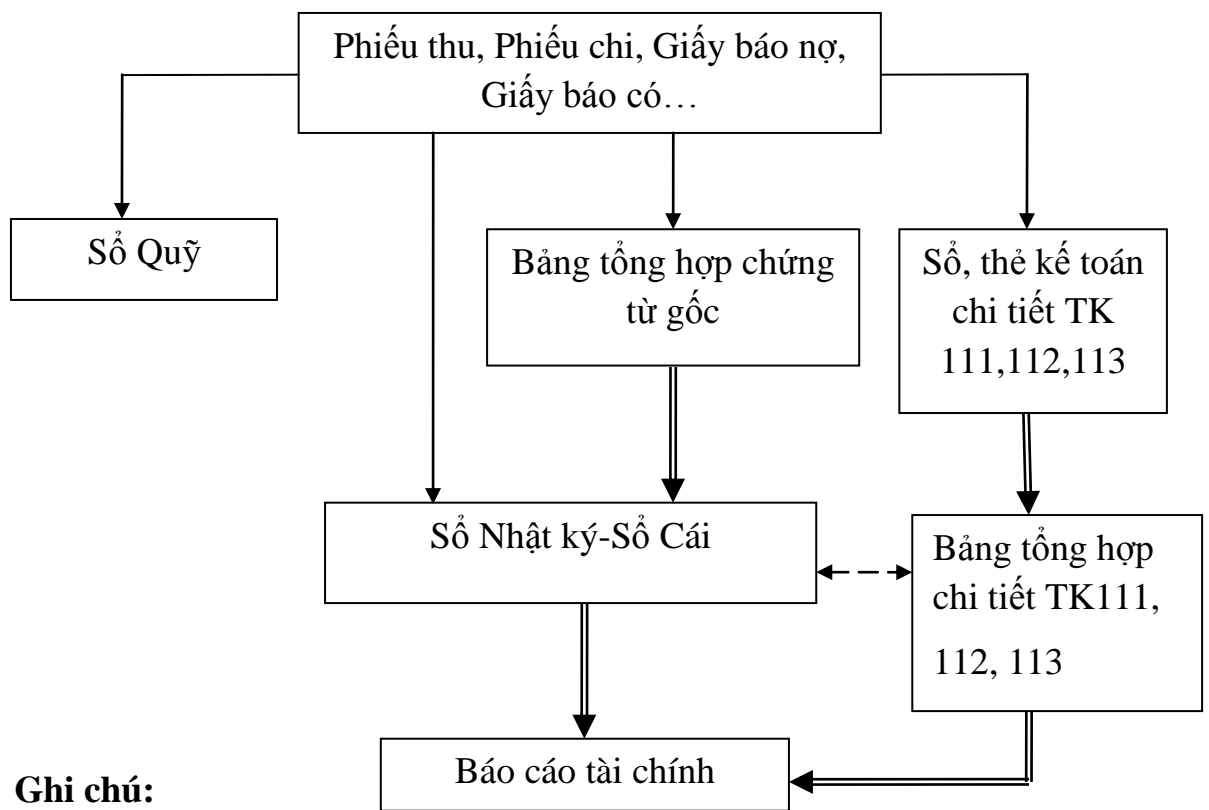 Phiếu thu, Phiếu chi, Giấy báo nợ,
Giấy báo có…
Sổ Quỹ
Bảng tổng hợp chứng
từ gốc
Sổ, thẻ kế toán
chi tiết TK
111,112,113
Sổ Nhật ký-Sổ Cái
Bảng tổng hợp
chi tiết TK111,
112, 113
Báo cáo tài chính
Ghi chú: